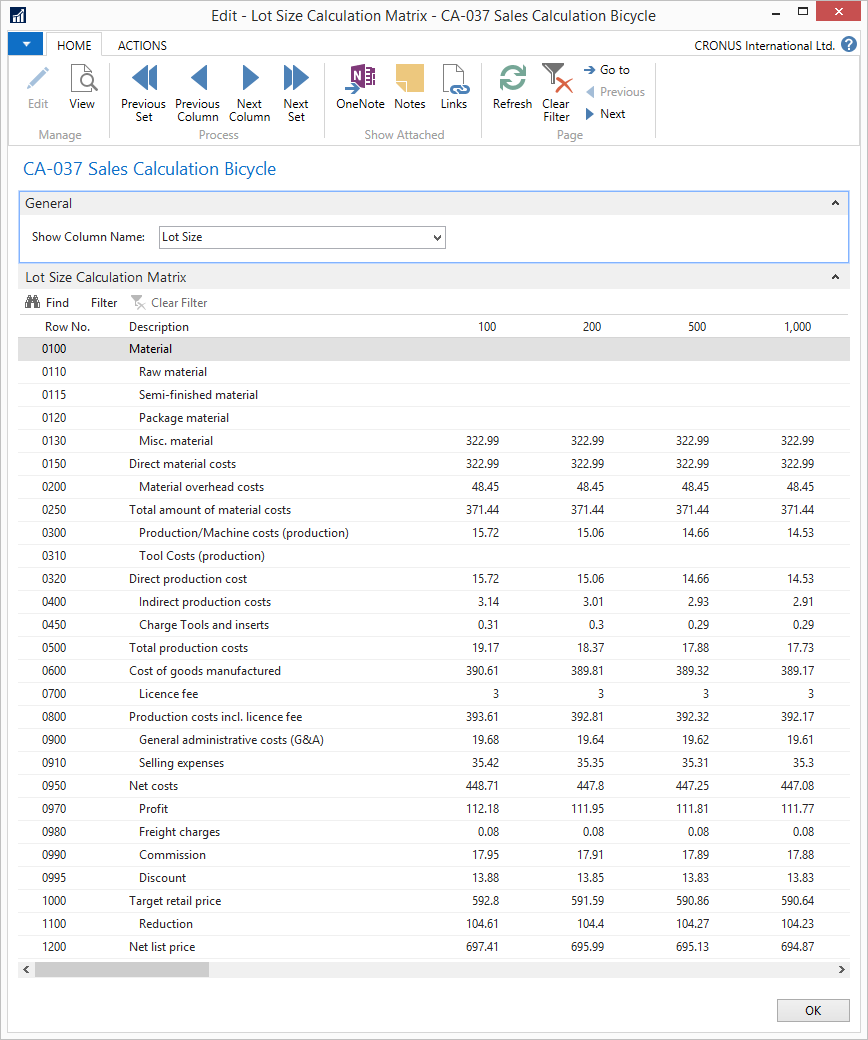 Edit - Lot Size Calculation Matrix - CA-037 Sales Calculation Bicycle
HOME ACTIONS CRONUS International Ltd. ?
Edit View Previous Set Previous Column Next Column Next Set OneNote Notes Links Refresh Clear Filter Go to Previous Next
Manage Process Show Attached Page
CA-037 Sales Calculation Bicycle
General
Show Column Name: Lot Size
Lot Size Calculation Matrix
Find Filter Clear Filter
Row No. Description 100 200 500 1,000
0100 Material
0110 Raw material
0115 Semi-finished material
0120 Package material
0130 Misc. material 322.99 322.99 322.99 322.99
0150 Direct material costs 322.99 322.99 322.99 322.99
0200 Material overhead costs 48.45 48.45 48.45 48.45
0250 Total amount of material costs 371.44 371.44 371.44 371.44
0300 Production/Machine costs (production) 15.72 15.06 14.66 14.53
0310 Tool Costs (production)
0320 Direct production cost 15.72 15.06 14.66 14.53
0400 Indirect production costs 3.14 3.01 2.93 2.91
0450 Charge Tools and inserts 0.31 0.3 0.29 0.29
0500 Total production costs 19.17 18.37 17.88 17.73
0600 Cost of goods manufactured 390.61 389.81 389.32 389.17
0700 Licence fee 3 3 3 3
0800 Production costs incl. licence fee 393.61 392.81 392.32 392.17
0900 General administrative costs (G&A) 19.68 19.64 19.62 19.61
0910 Selling expenses 35.42 35.35 35.31 35.3
0950 Net costs 448.71 447.8 447.25 447.08
0970 Profit 112.18 111.95 111.81 111.77
0980 Freight charges 0.08 0.08 0.08 0.08
0990 Commission 17.95 17.91 17.89 17.88
0995 Discount 13.88 13.85 13.83 13.83
1000 Target retail price 592.8 591.59 590.86 590.64
1100 Reduction 104.61 104.4 104.27 104.23
1200 Net list price 697.41 695.99 695.13 694.87
OK